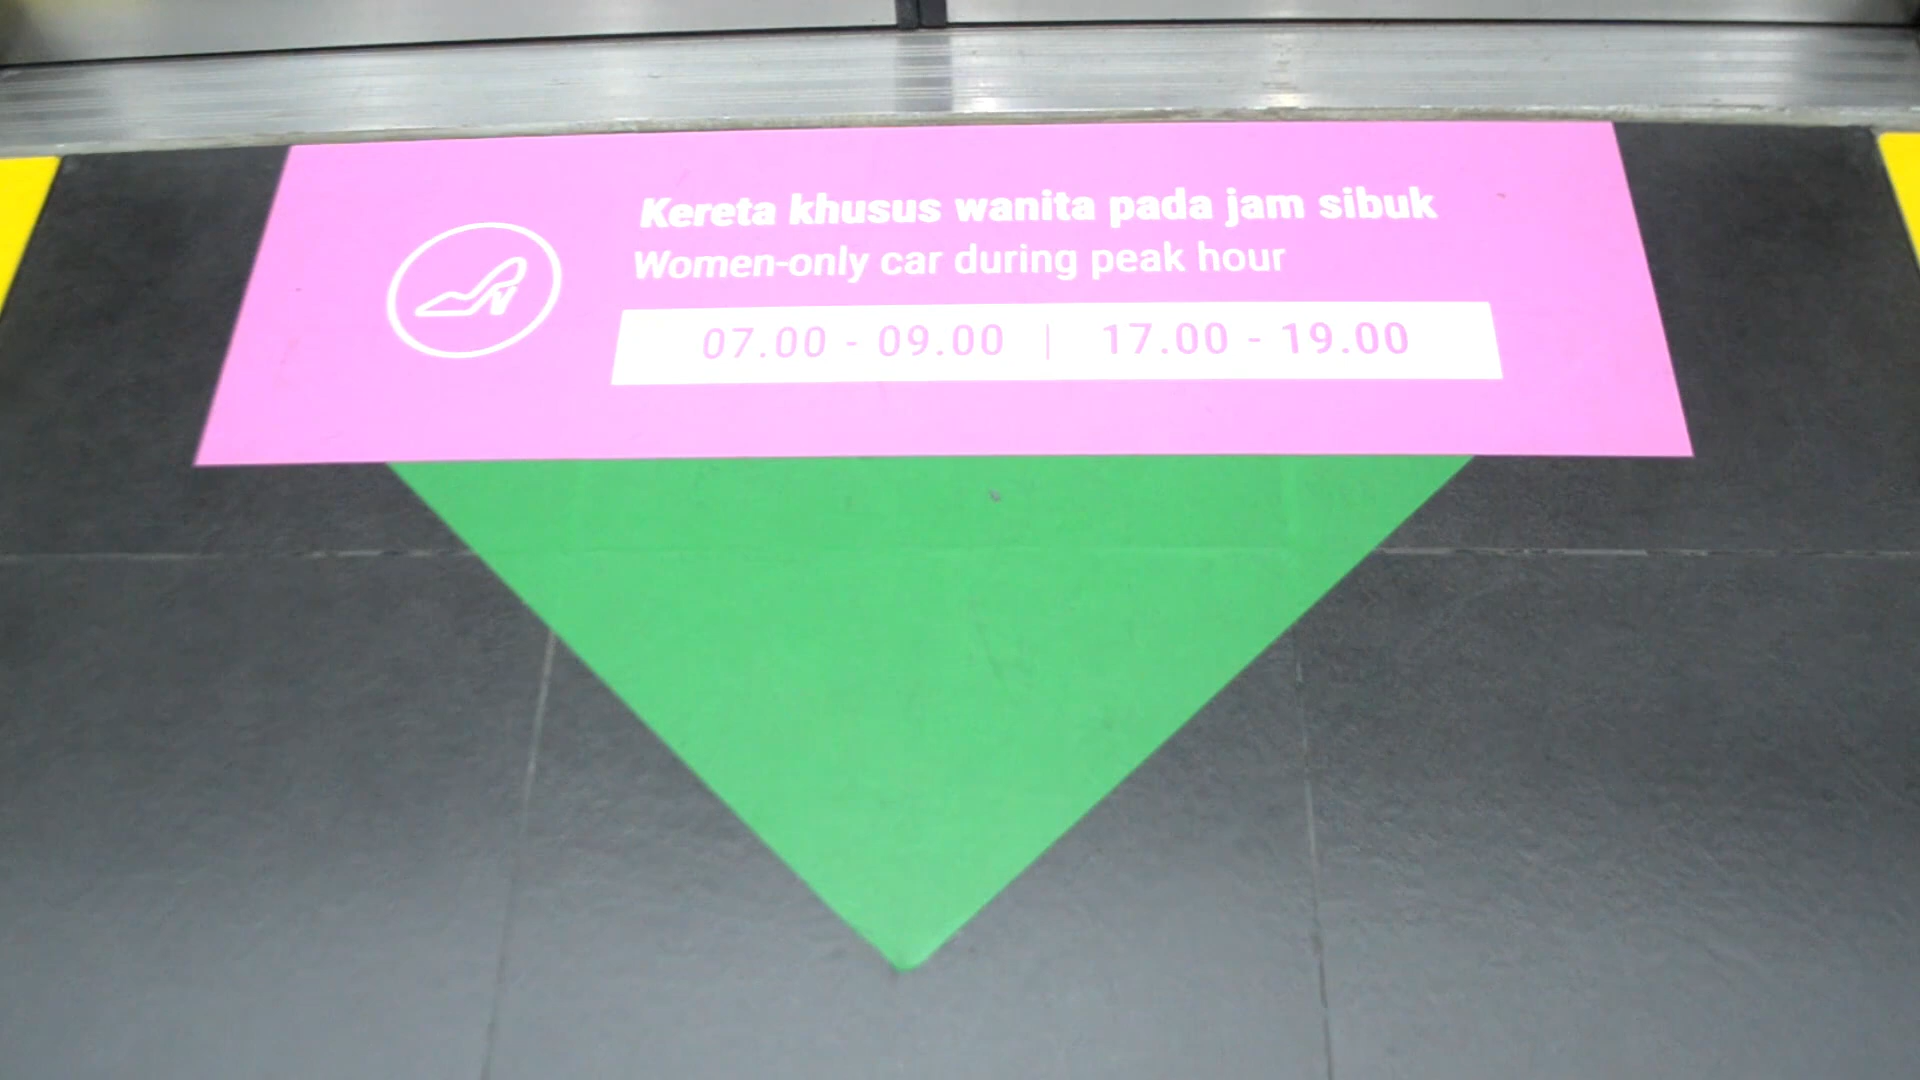 Kereta khusus wanita pada jam sibuk
Women-only car during peak hour
07.00 - 09.00 | 17.00 - 19.00